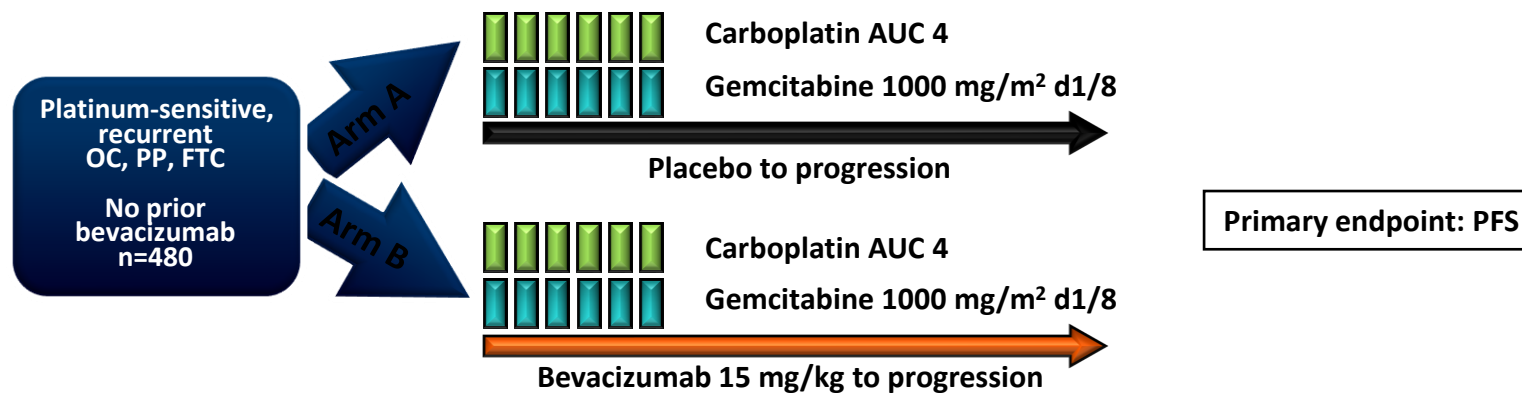 Platinum-sensitive,
recurrent
OC, PP, FTC
No prior
bevacizumab
n=480
Arm A
Carboplatin AUC 4
Gemcitabine 1000 mg/m² d1/8
Placebo to progression
Arm B
Carboplatin AUC 4
Gemcitabine 1000 mg/m² d1/8
Bevacizumab 15 mg/kg to progression
Primary endpoint: PFS